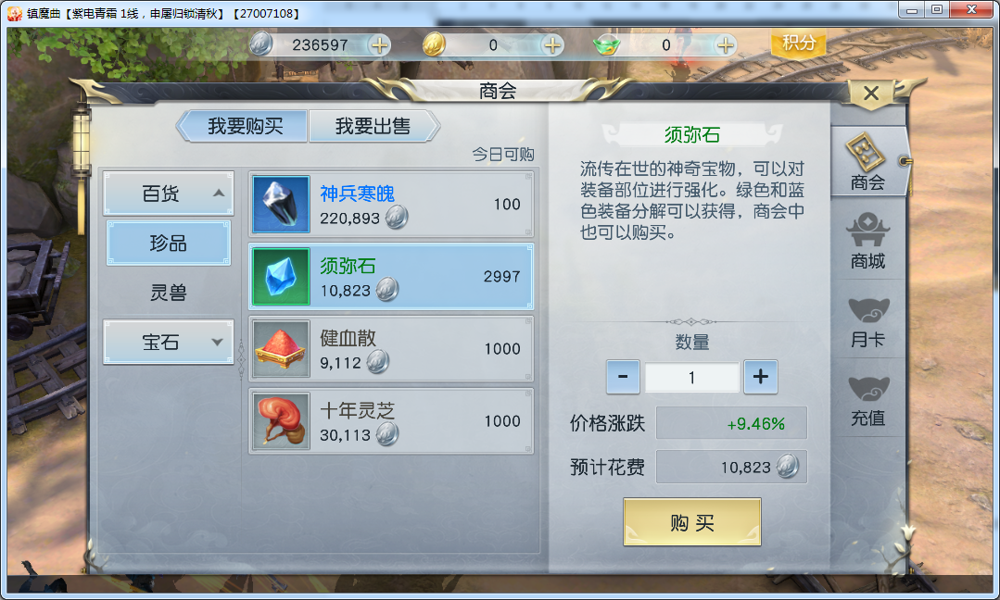 镇魔曲【紫电青霜 1线，申屠归锁清秋】【27007108】
236597
0
0
积分
商会
我要购买
我要出售
今日可购
百货
珍品
灵兽
宝石
神兵寒魄
220,893
100
须弥石
10,823
2997
健血散
9,112
1000
十年灵芝
30,113
1000
须弥石
流传在世的神奇宝物，可以对
装备部位进行强化。绿色和蓝
色装备分解可以获得，商会中
也可以购买。
数量
- 1 +
价格涨跌 +9.46%
预计花费 10,823
购买
商会
商城
月卡
充值